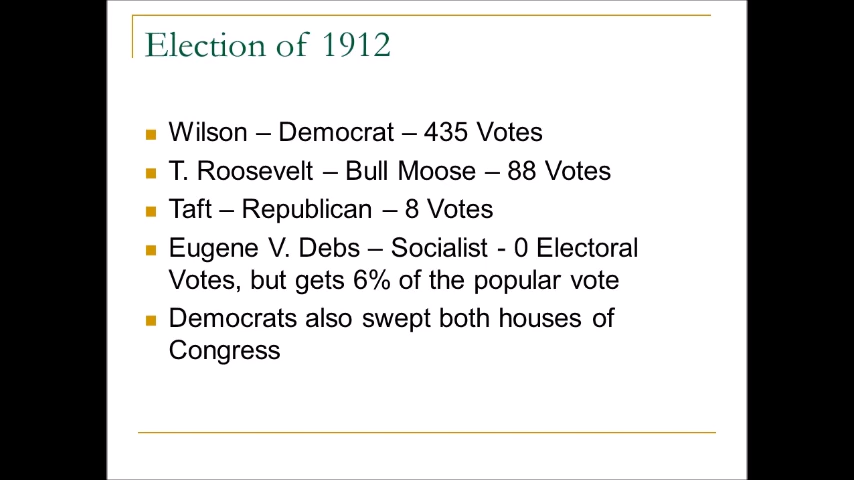 Election of 1912
Wilson – Democrat – 435 Votes
T. Roosevelt – Bull Moose – 88 Votes
Taft – Republican – 8 Votes
Eugene V. Debs – Socialist - 0 Electoral
Votes, but gets 6% of the popular vote
Democrats also swept both houses of
Congress